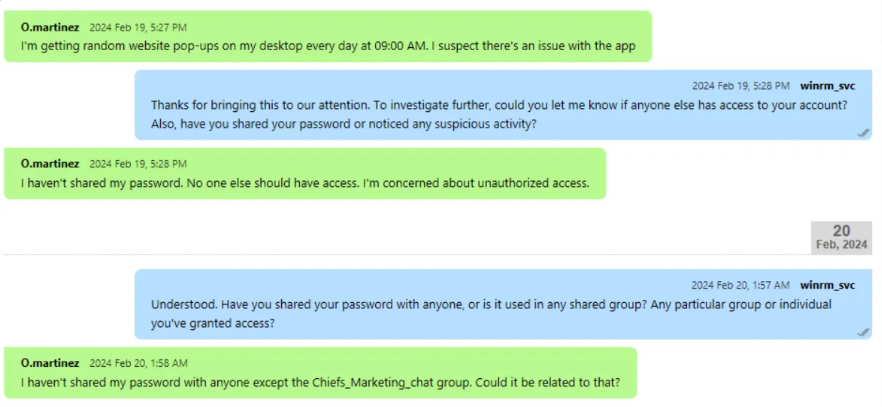 O.martinez 2024 Feb 19, 5:27 PM
I'm getting random website pop-ups on my desktop every day at 09:00 AM. I suspect there's an issue with the app
2024 Feb 19, 5:28 PM winrm_svc
Thanks for bringing this to our attention. To investigate further, could you let me know if anyone else has access to your account?
Also, have you shared your password or noticed any suspicious activity?
O.martinez 2024 Feb 19, 5:28 PM
I haven't shared my password. No one else should have access. I'm concerned about unauthorized access.
20
Feb, 2024
2024 Feb 20, 1:57 AM winrm_svc
Understood. Have you shared your password with anyone, or is it used in any shared group? Any particular group or individual
you've granted access?
O.martinez 2024 Feb 20, 1:58 AM
I haven't shared my password with anyone except the Chiefs_Marketing_chat group. Could it be related to that?